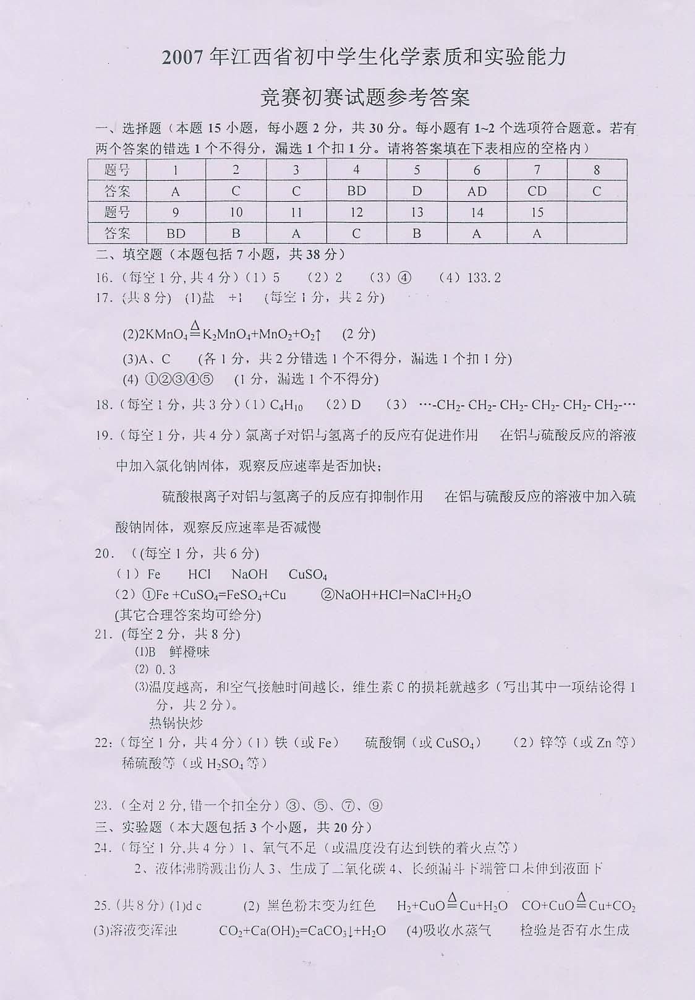 2007 年江西省初中学生化学素质和实验能力
竞赛初赛试题参考答案
一、选择题（本题 15 小题，每小题 2 分，共 30 分。每小题有 1~2 个选项符合题意。若有
两个答案的错选 1 个不得分，漏选 1 个扣 1 分。请将答案填在下表相应的空格内）
题号 1 2 3 4 5 6 7 8
答案 A C C BD D AD CD C
题号 9 10 11 12 13 14 15
答案 BD B A C B A A
二、填空题（本题包括 7 小题，共 38 分）
16．（每空 1 分,共 4 分）（1）5 （2）2 （3）④ （4）133.2
17．(共 8 分) (1)盐 +1 (每空 1 分，共 2 分)
(2)2KMnO₄≜K₂MnO₄+MnO₂+O₂↑ (2 分)
(3)A、C (各 1 分，共 2 分错选 1 个不得分，漏选 1 个扣 1 分)
(4) ①②③④⑤ (1 分，漏选 1 个不得分)
18．（每空 1 分，共 3 分）（1）C₄H₁₀ （2）D （3） ···-CH₂- CH₂- CH₂- CH₂- CH₂- CH₂-···
19．（每空 1 分，共 4 分）氯离子对铝与氢离子的反应有促进作用 在铝与硫酸反应的溶液
中加入氯化钠固体，观察反应速率是否加快；
硫酸根离子对铝与氢离子的反应有抑制作用 在铝与硫酸反应的溶液中加入硫
酸钠固体，观察反应速率是否减慢
20． （(每空 1 分，共 6 分)
（1）Fe HCl NaOH CuSO₄
（2）①Fe +CuSO₄=FeSO₄+Cu ②NaOH+HCl=NaCl+H₂O
(其它合理答案均可给分)
21．(每空 2 分，共 8 分)
⑴B 鲜橙味
⑵ 0.3
⑶温度越高，和空气接触时间越长，维生素 C 的损耗就越多（写出其中一项结论得 1
分，共 2 分）。
热锅快炒
22:（每空 1 分，共 4 分）（1）铁（或 Fe） 硫酸铜（或 CuSO₄） （2）锌等（或 Zn 等）
稀硫酸等（或 H₂SO₄ 等）
23．（全对 2 分,错一个扣全分）③、⑤、⑦、⑨
三、实验题（本大题包括 3 个小题，共 20 分）
24．（每空 1 分,共 4 分）1、氧气不足（或温度没有达到铁的着火点等）
2、液体沸腾溅出伤人 3、生成了二氧化碳 4、长颈漏斗下端管口未伸到液面下
25.（共 8 分）(1)d c (2) 黑色粉末变为红色 H₂+CuO≜Cu+H₂O CO+CuO≜Cu+CO₂
(3)溶液变浑浊 CO₂+Ca(OH)₂=CaCO₃↓+H₂O (4)吸收水蒸气 检验是否有水生成